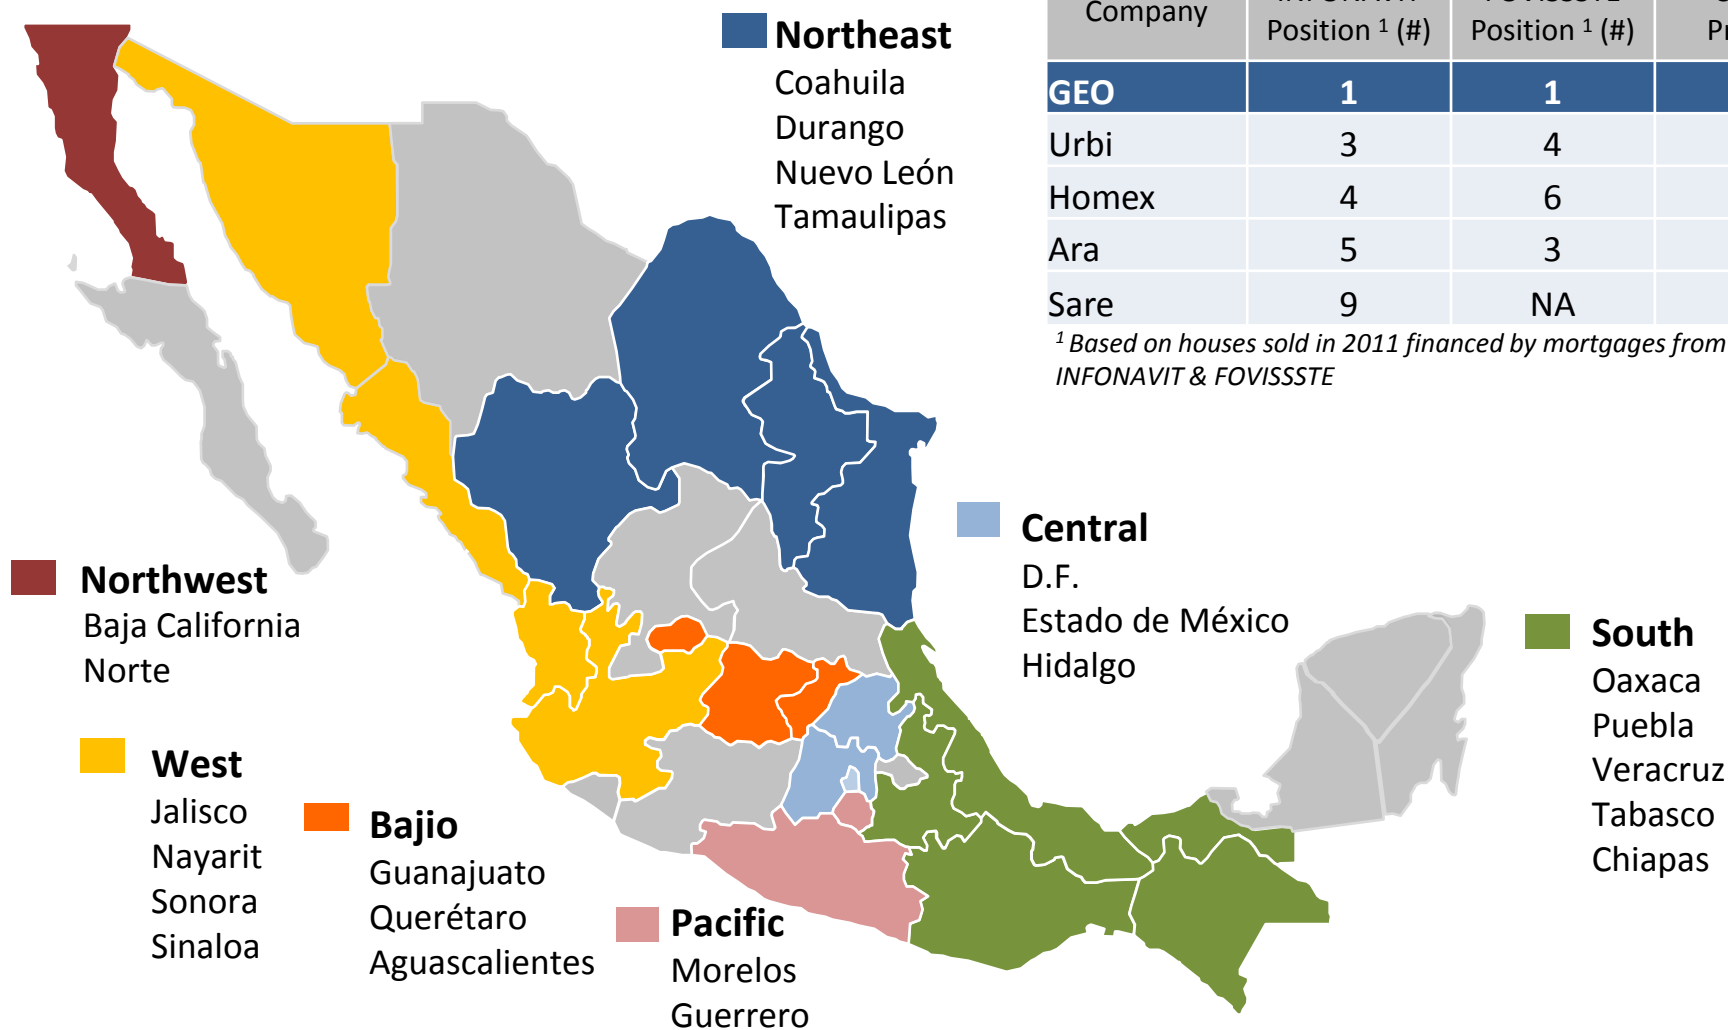 Northeast
Coahuila
Durango
Nuevo León
Tamaulipas
Company
Position ¹ (#)
Position ¹ (#)
GEO 1 1
Urbi 3 4
Homex 4 6
Ara 5 3
Sare 9 NA
¹ Based on houses sold in 2011 financed by mortgages from
INFONAVIT & FOVISSSTE
Central
D.F.
Estado de México
Hidalgo
Northwest
Baja California
Norte
South
Oaxaca
Puebla
Veracruz
Tabasco
Chiapas
West
Jalisco
Nayarit
Sonora
Sinaloa
Bajio
Guanajuato
Querétaro
Aguascalientes
Pacific
Morelos
Guerrero